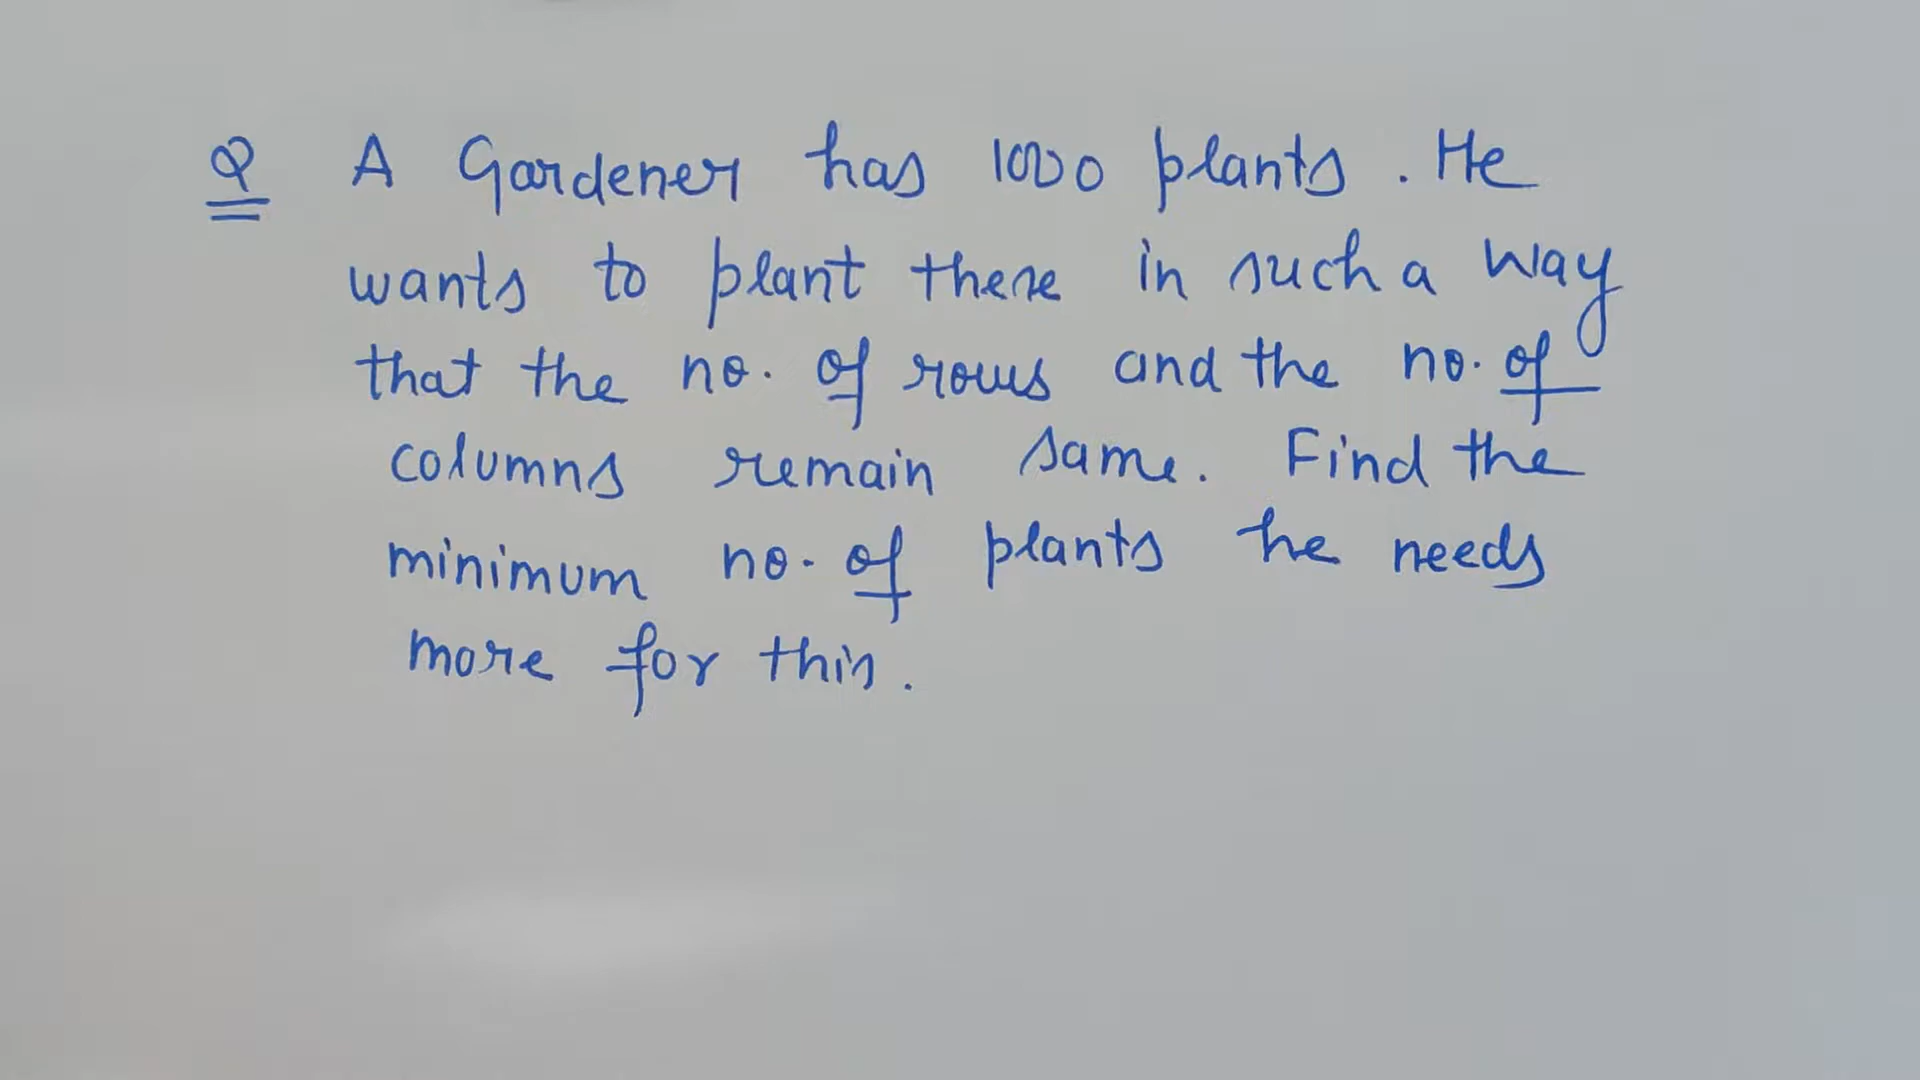 Q A Gardener has 1000 plants. He
wants to plant these in such a way
that the no. of rows and the no. of
columns remain same. Find the
minimum no. of plants he needs
more for this.